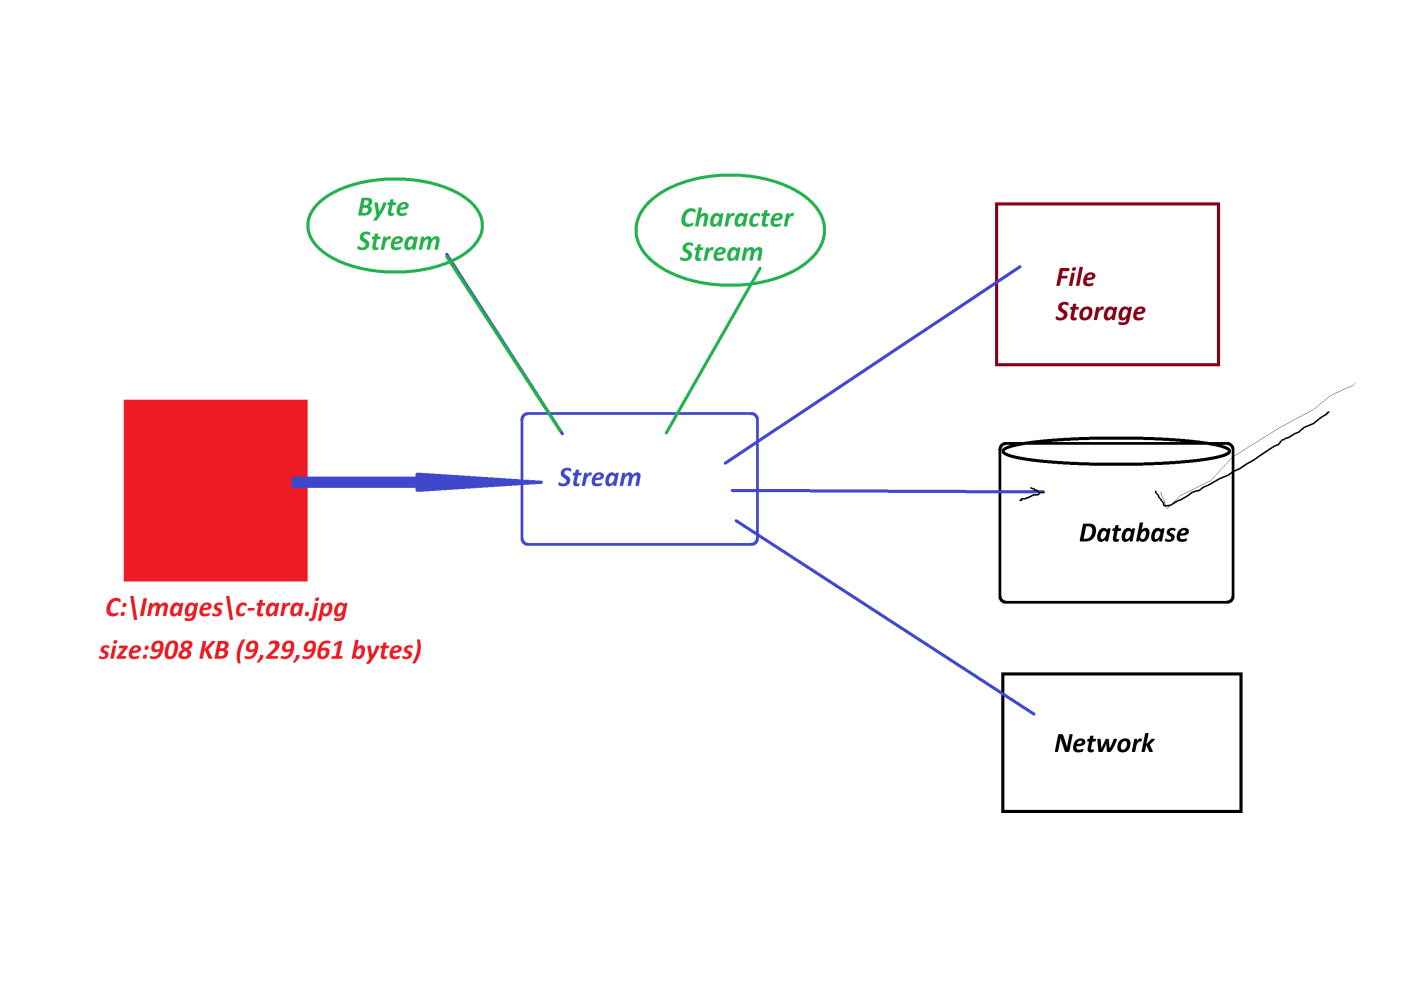 Byte
Stream
Character
Stream
File
Storage
Stream
Database
C:\Images\c-tara.jpg
size:908 KB (9,29,961 bytes)
Network